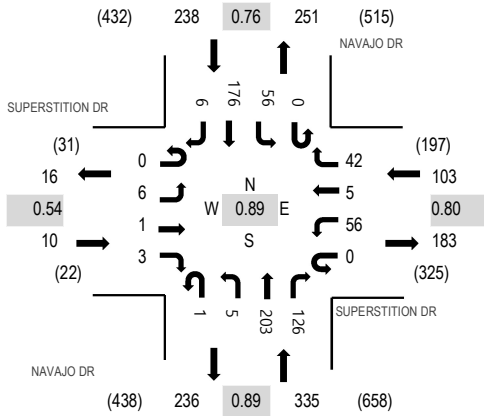 (432) 238 0.76 251 (515)
NAVAJO DR
6 176 56 0
SUPERSTITION DR
(31) (197)
0 42
16 103
6 N 5
0.54 W 0.89 E 0.80
1 56
10 S 183
3 0
(22) (325)
1 5 203 126
SUPERSTITION DR
NAVAJO DR
(438) 236 0.89 335 (658)